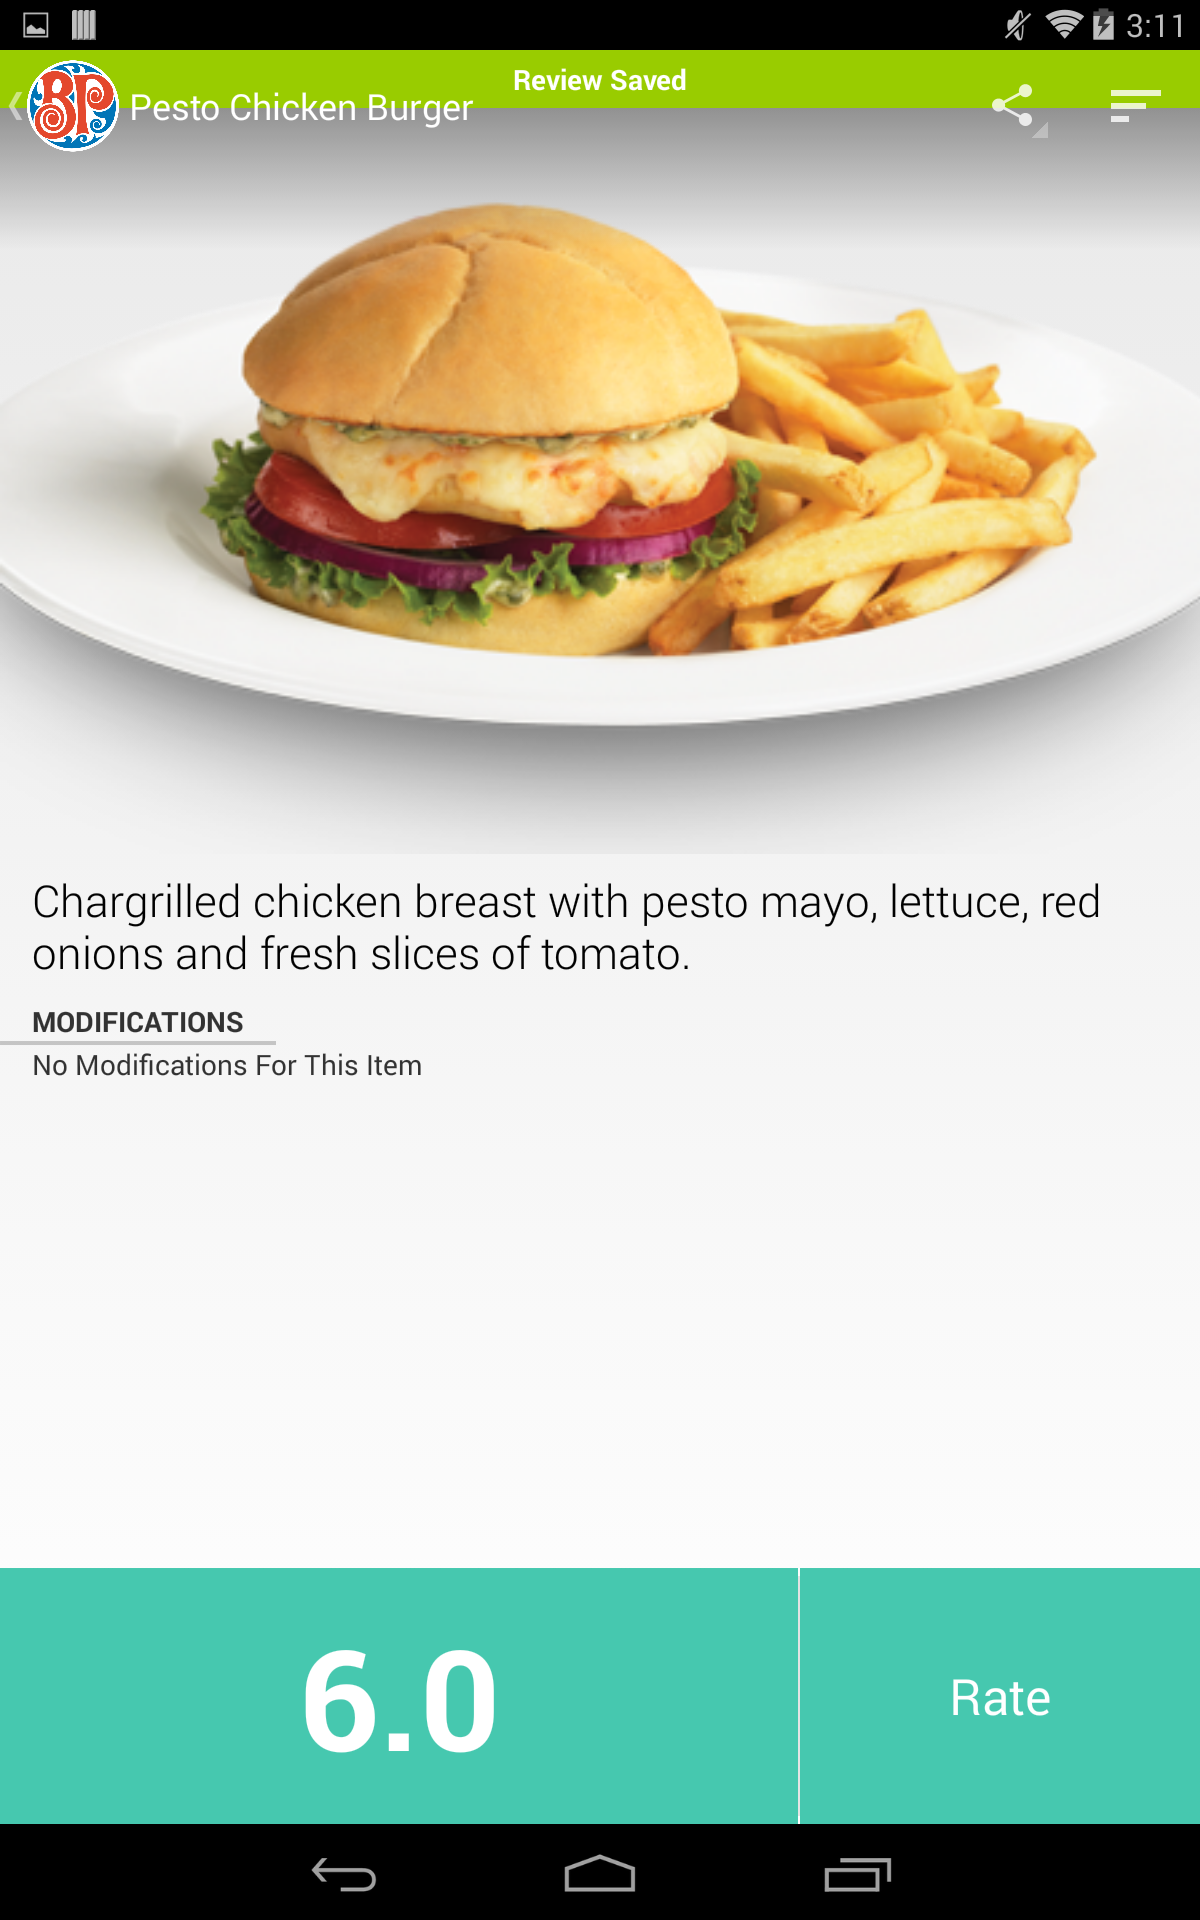 3:11
Review Saved
BP
Pesto Chicken Burger
Chargrilled chicken breast with pesto mayo, lettuce, red
onions and fresh slices of tomato.
MODIFICATIONS
No Modifications For This Item
6.0
Rate